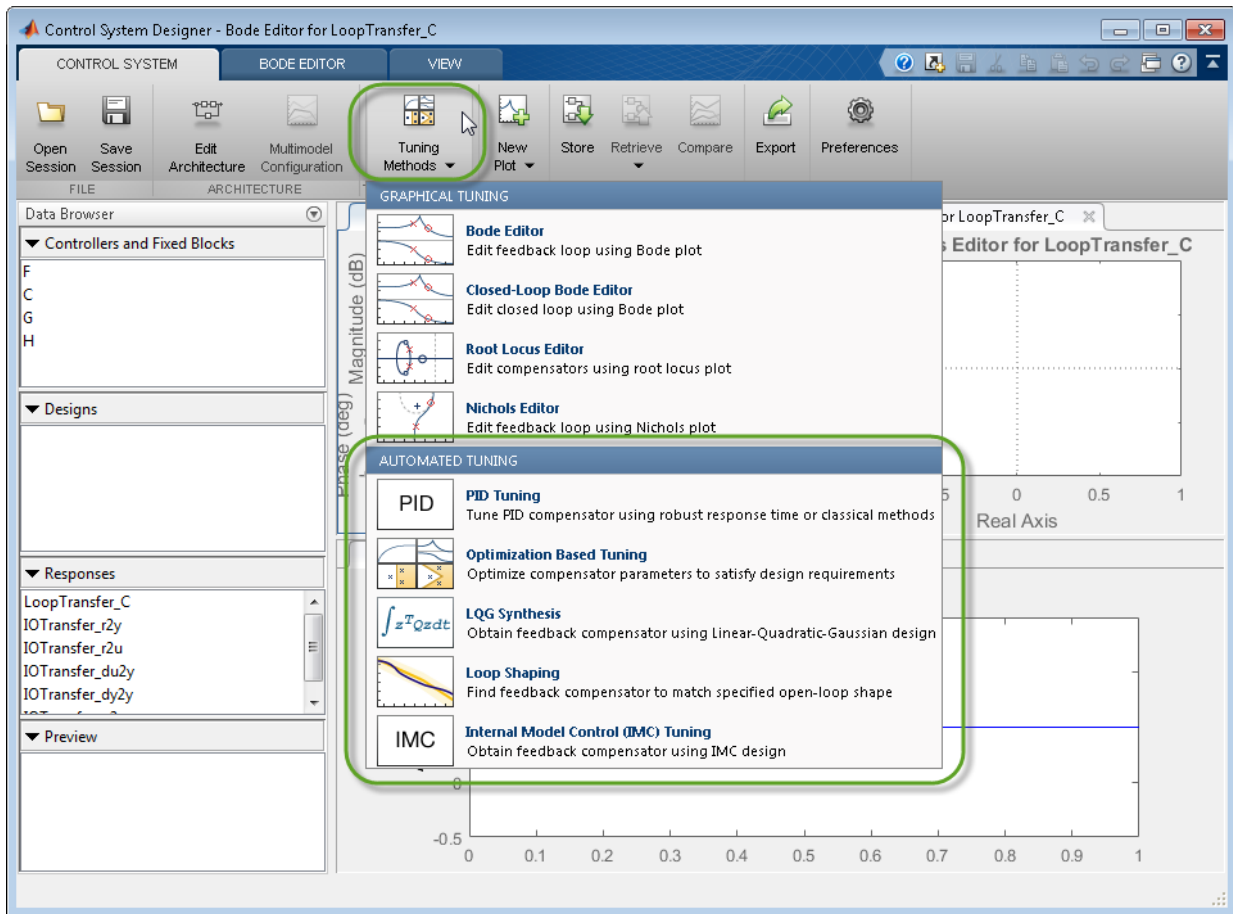 Control System Designer - Bode Editor for LoopTransfer_C
CONTROL SYSTEM
BODE EDITOR
VIEW
Open Session
Save Session
Edit Architecture
Multimodel Configuration
Tuning Methods
New Plot
Store
Retrieve
Compare
Export
Preferences
FILE
ARCHITECTURE
Data Browser
Controllers and Fixed Blocks
F
C
G
H
Designs
Responses
LoopTransfer_C
IOTransfer_r2y
IOTransfer_r2u
IOTransfer_du2y
IOTransfer_dy2y
Preview
GRAPHICAL TUNING
Bode Editor
Edit feedback loop using Bode plot
Closed-Loop Bode Editor
Edit closed loop using Bode plot
Root Locus Editor
Edit compensators using root locus plot
Nichols Editor
Edit feedback loop using Nichols plot
AUTOMATED TUNING
PID
PID Tuning
Tune PID compensator using robust response time or classical methods
Optimization Based Tuning
Optimize compensator parameters to satisfy design requirements
∫zᵀQzdt
LQG Synthesis
Obtain feedback compensator using Linear-Quadratic-Gaussian design
Loop Shaping
Find feedback compensator to match specified open-loop shape
IMC
Internal Model Control (IMC) Tuning
Obtain feedback compensator using IMC design
Magnitude (dB)
Phase (deg)
or LoopTransfer_C
Editor for LoopTransfer_C
5 0 0.5 1
Real Axis
0
-0.5
0 0.1 0.2 0.3 0.4 0.5 0.6 0.7 0.8 0.9 1